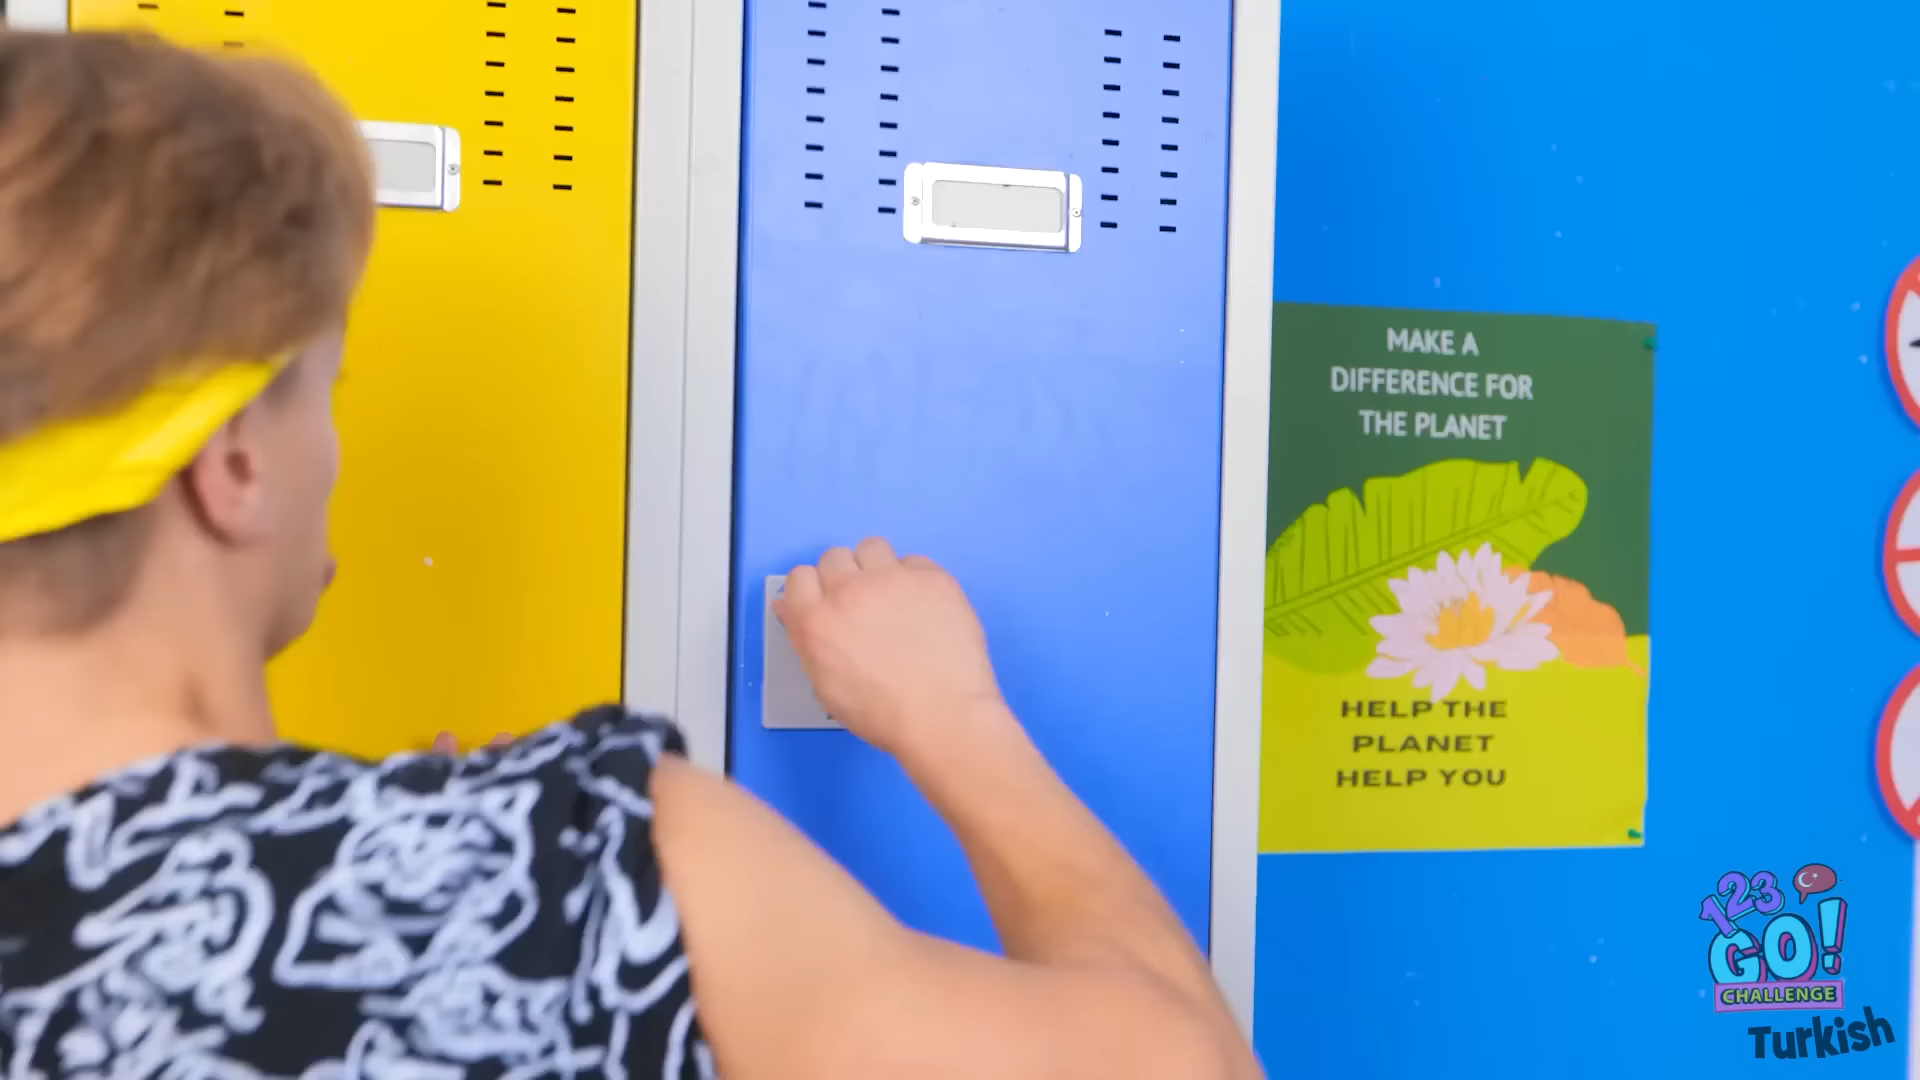 MAKE A
DIFFERENCE FOR
THE PLANET
HELP THE
PLANET
HELP YOU
123
GO!
CHALLENGE
Turkish